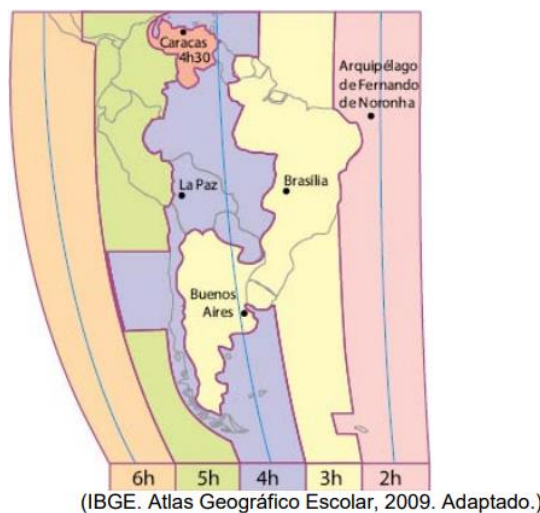 Caracas
4h30
Arquipélago
de Fernando
de Noronha
La Paz
Brasília
Buenos
Aires
6h 5h 4h 3h 2h
(IBGE. Atlas Geográfico Escolar, 2009. Adaptado.)